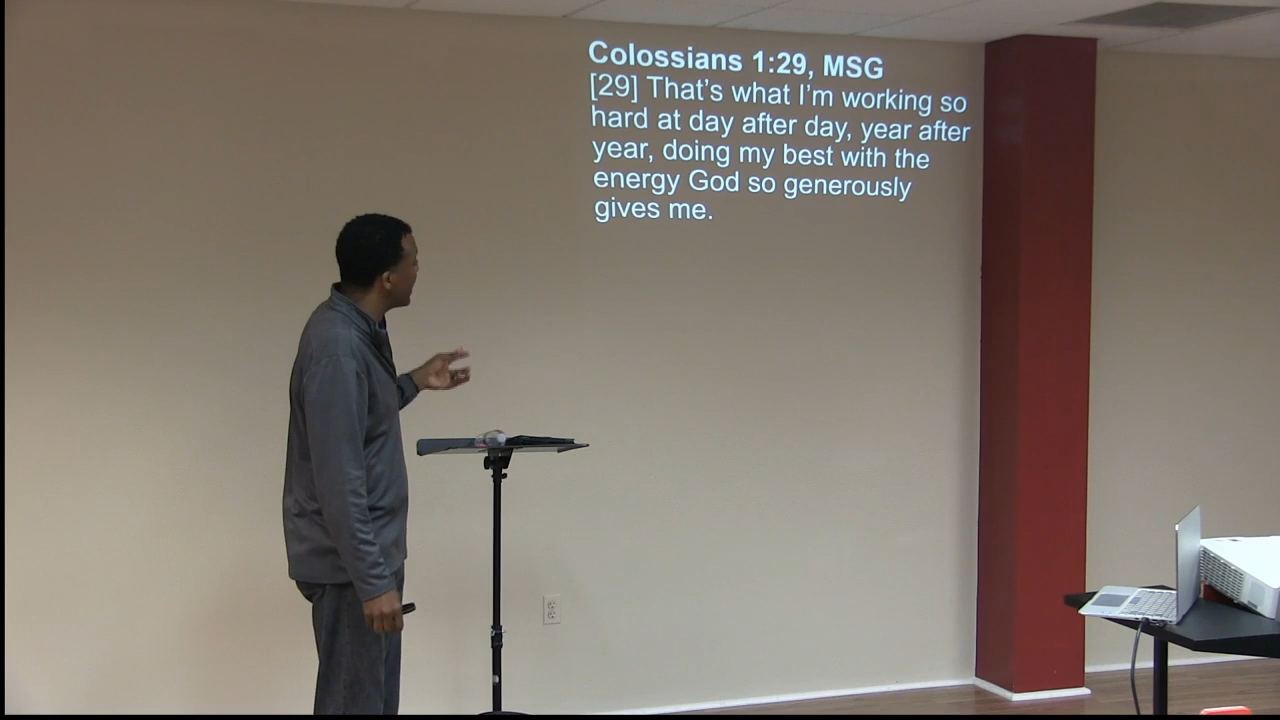 Colossians 1:29, MSG
[29] That’s what I’m working so
hard at day after day, year after
year, doing my best with the
energy God so generously
gives me.